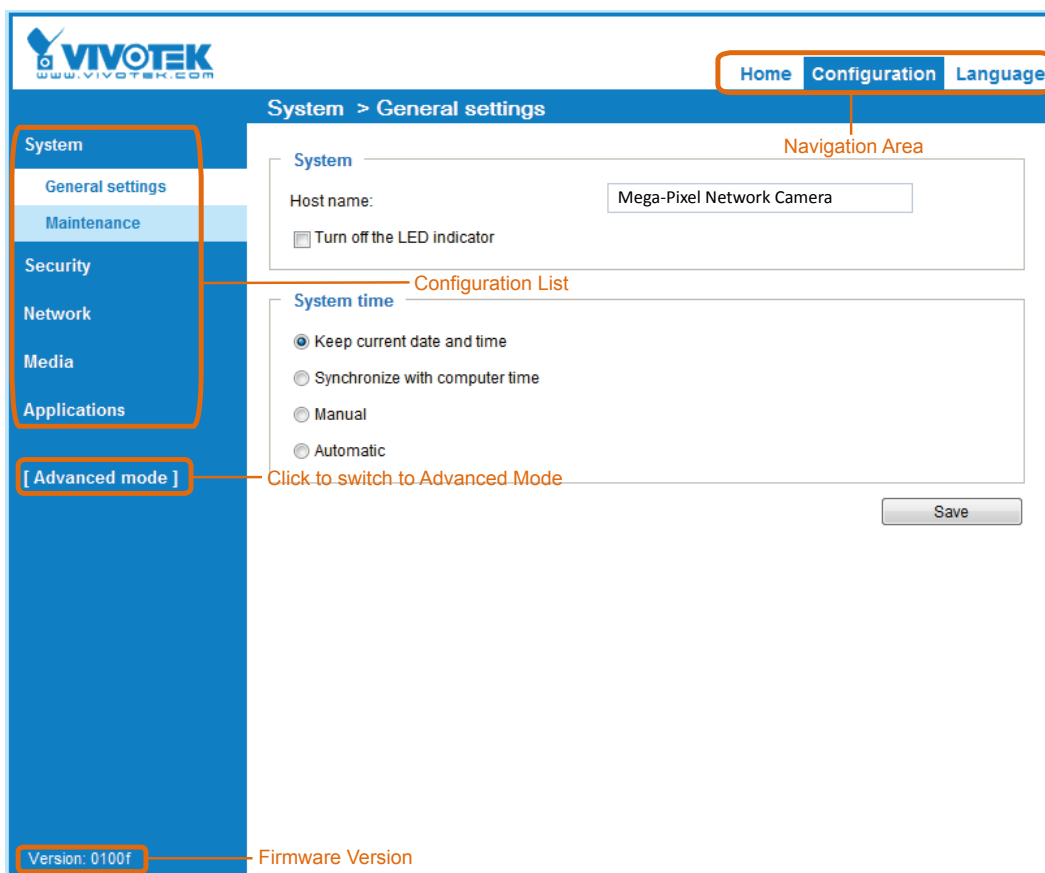 VIVOTEK
www.vivotek.com
Home Configuration Language
System > General settings
Navigation Area
System
General settings
Maintenance
Security
Network
Media
Applications
Configuration List
[ Advanced mode ]
Click to switch to Advanced Mode
System
Host name: Mega-Pixel Network Camera
Turn off the LED indicator
System time
Keep current date and time
Synchronize with computer time
Manual
Automatic
Save
Version: 0100f
Firmware Version